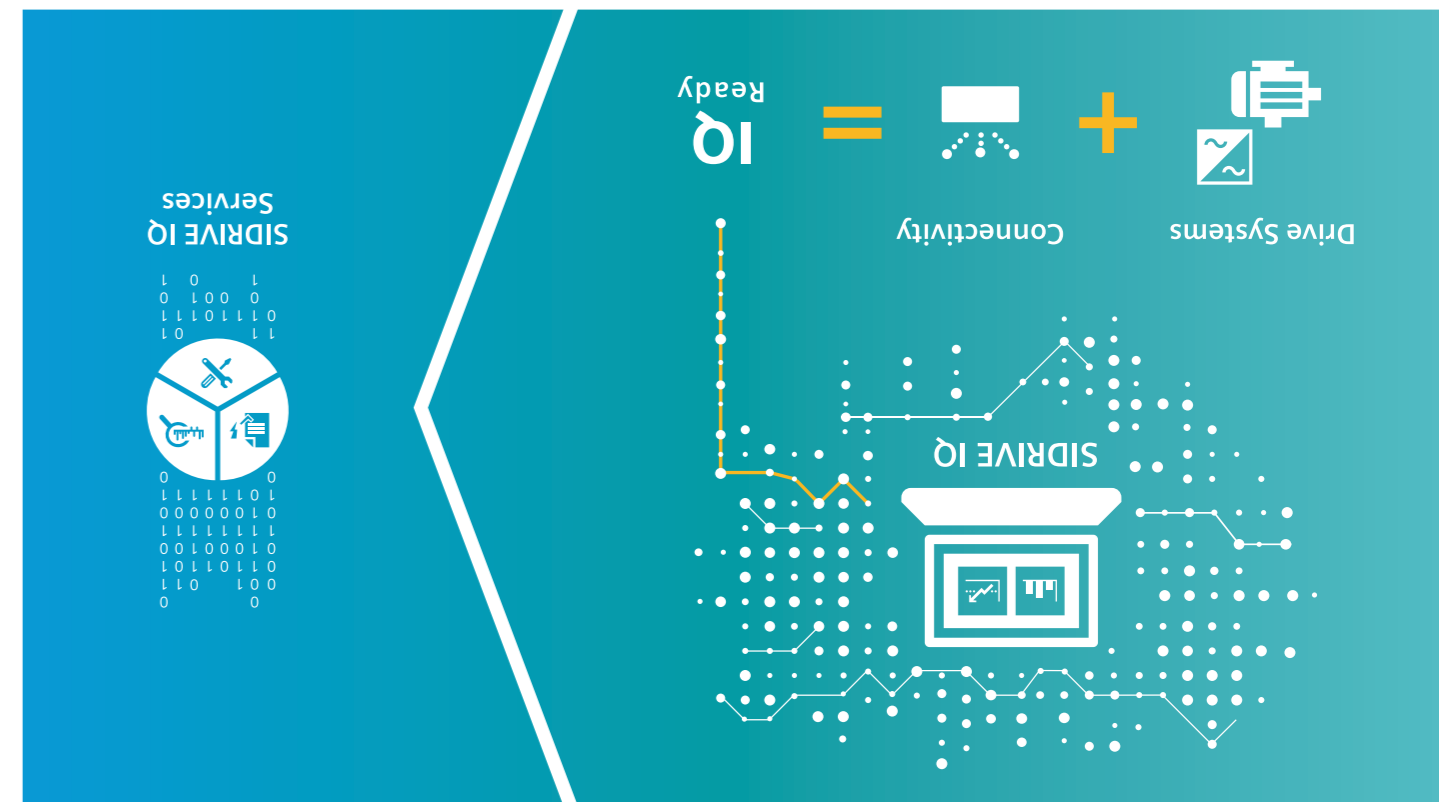 SIDRIVE IQ
Drive Systems
Connectivity
IQ
Ready
SIDRIVE IQ
Services